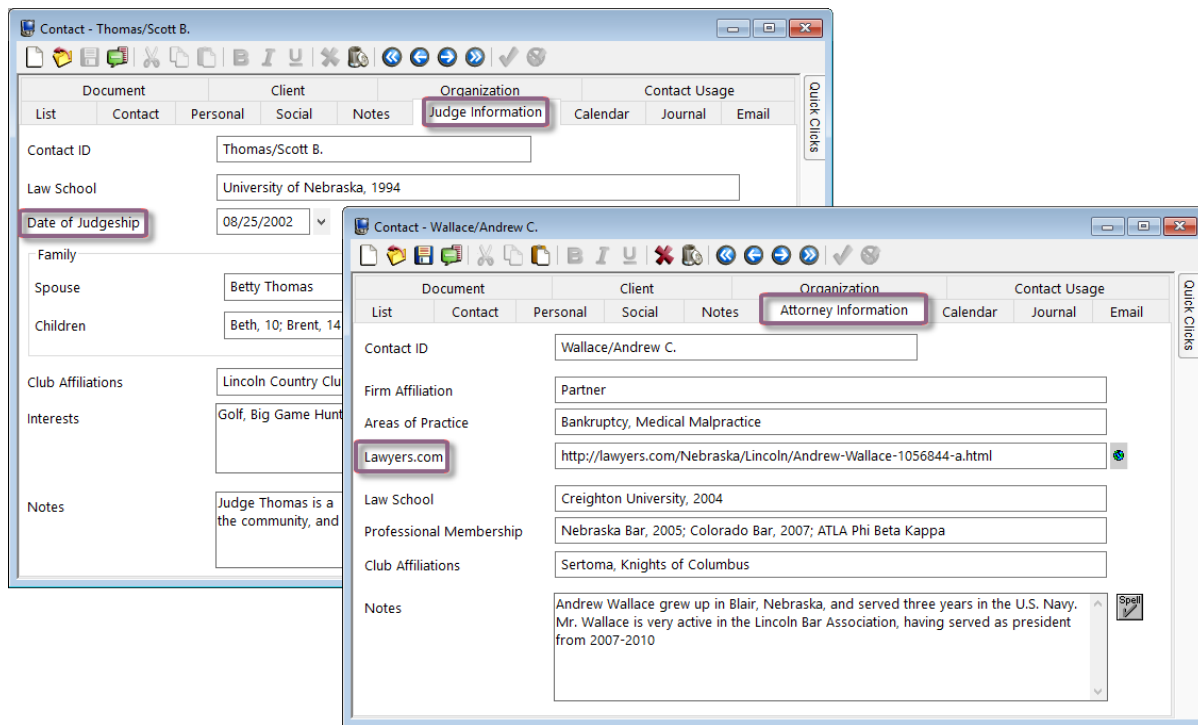 Contact - Thomas/Scott B.
B I U
Document Client Organization Contact Usage
List Contact Personal Social Notes Judge Information Calendar Journal Email
Quick Clicks
Contact ID Thomas/Scott B.
Law School University of Nebraska, 1994
Date of Judgeship 08/25/2002
Family
Spouse Betty Thomas
Children Beth, 10; Brent, 14
Club Affiliations Lincoln Country Clu
Interests Golf, Big Game Hunt
Notes Judge Thomas is a
the community, and
Contact - Wallace/Andrew C.
B I U
Document Client Organization Contact Usage
List Contact Personal Social Notes Attorney Information Calendar Journal Email
Quick Clicks
Contact ID Wallace/Andrew C.
Firm Affiliation Partner
Areas of Practice Bankruptcy, Medical Malpractice
Lawyers.com http://lawyers.com/Nebraska/Lincoln/Andrew-Wallace-1056844-a.html
Law School Creighton University, 2004
Professional Membership Nebraska Bar, 2005; Colorado Bar, 2007; ATLA Phi Beta Kappa
Club Affiliations Sertoma, Knights of Columbus
Notes Andrew Wallace grew up in Blair, Nebraska, and served three years in the U.S. Navy.
Mr. Wallace is very active in the Lincoln Bar Association, having served as president
from 2007-2010
Spell